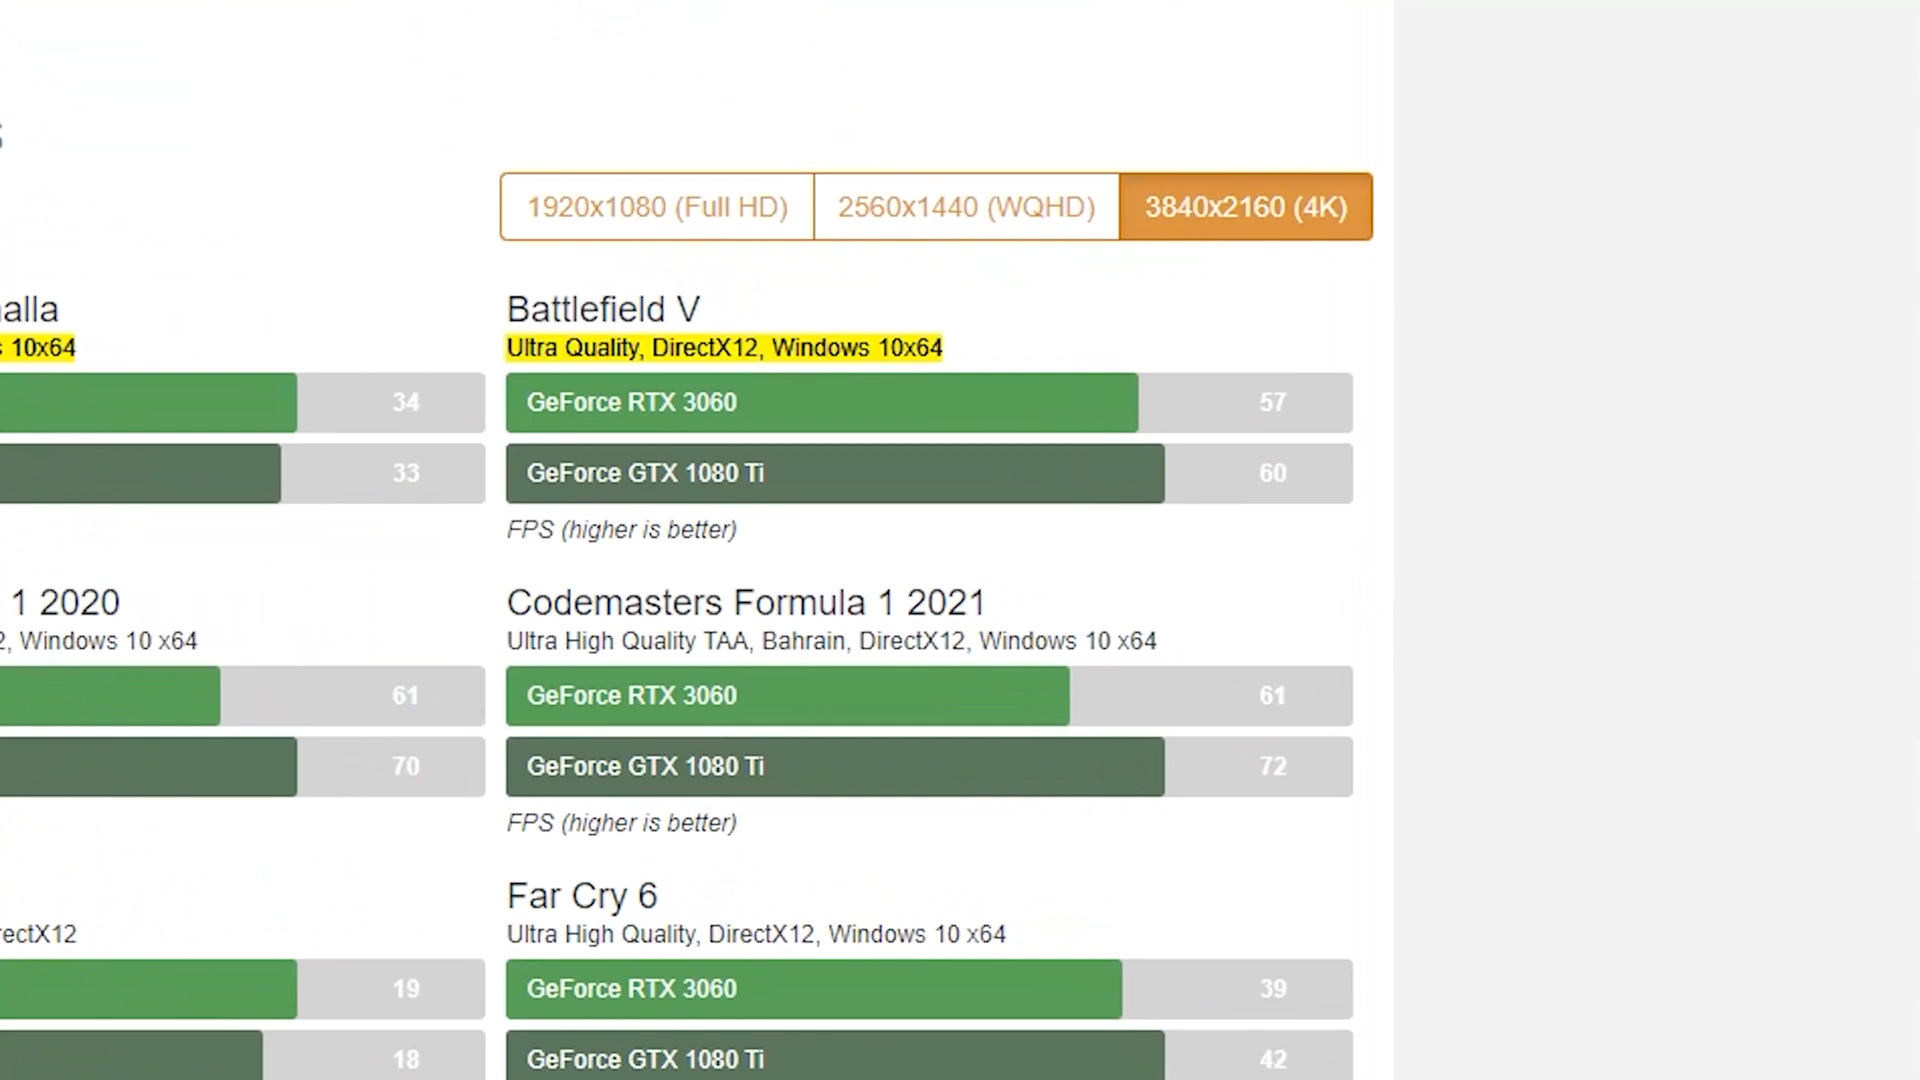 1920x1080 (Full HD) 2560x1440 (WQHD) 3840x2160 (4K)
alla
10x64
34
33
Battlefield V
Ultra Quality, DirectX12, Windows 10x64
GeForce RTX 3060 57
GeForce GTX 1080 Ti 60
FPS (higher is better)
1 2020
2, Windows 10 x64
61
70
Codemasters Formula 1 2021
Ultra High Quality TAA, Bahrain, DirectX12, Windows 10 x64
GeForce RTX 3060 61
GeForce GTX 1080 Ti 72
FPS (higher is better)
ectX12
19
18
Far Cry 6
Ultra High Quality, DirectX12, Windows 10 x64
GeForce RTX 3060 39
GeForce GTX 1080 Ti 42